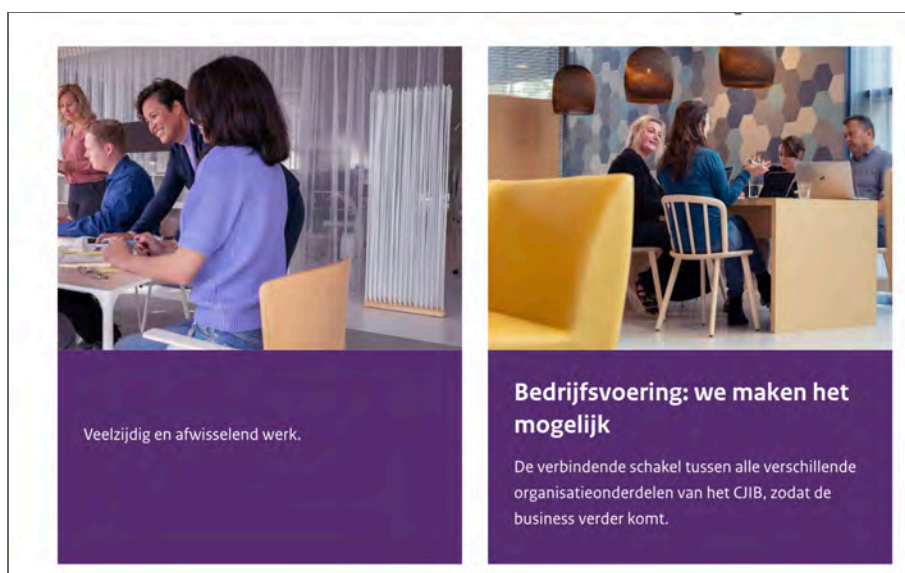 Veelzijdig en afwisselend werk.
Bedrijfsvoering: we maken het
mogelijk
De verbindende schakel tussen alle verschillende
organisatieonderdelen van het CJIB, zodat de
business verder komt.